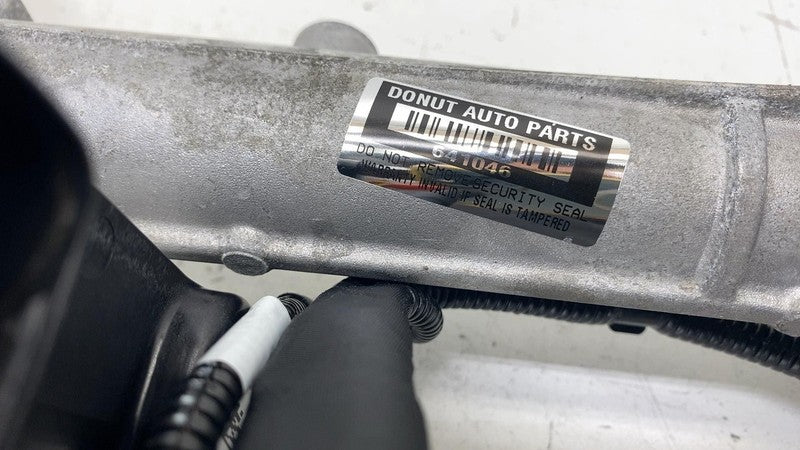 DONUT AUTO PARTS
641046
DO NOT REMOVE SECURITY SEAL
WARRANTY INVALID IF SEAL IS TAMPERED